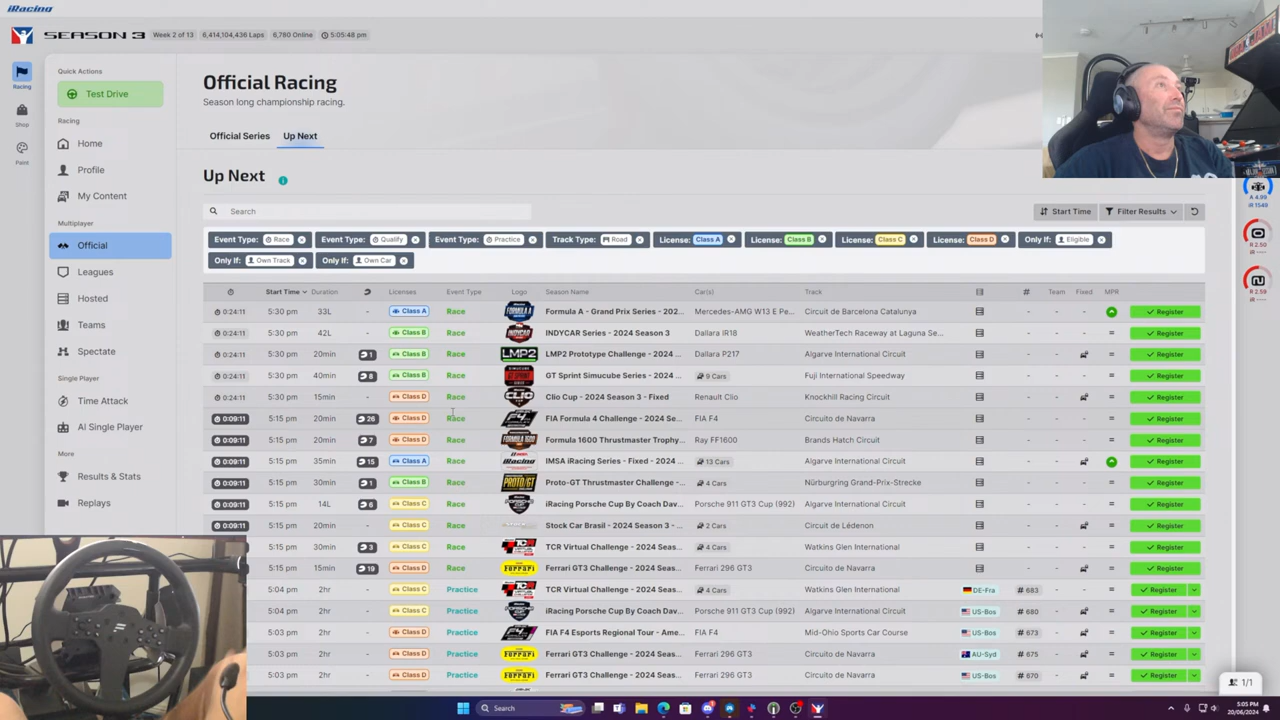 iRacing
SEASON 3 Week 2 of 13 6,414,104,436 Laps 6,780 Online 5:05:48 pm
Racing
Shop
Paint
Quick Actions
Test Drive
Racing
Home
Profile
My Content
Multiplayer
Official
Leagues
Hosted
Teams
Spectate
Single Player
Time Attack
AI Single Player
More
Results & Stats
Replays
Official Racing
Season long championship racing.
Official Series Up Next
Up Next
Search Start Time Filter Results
Event Type: Race Event Type: Qualify Event Type: Practice Track Type: Road License: Class A License: Class B License: Class C License: Class D Only If: Eligible
Only If: Own Track Only If: Own Car
Start Time Duration Licenses Event Type Logo Season Name Car(s) Track # Team Fixed MPR
0:24:11 5:30 pm 33L - Class A Race Formula A - Grand Prix Series - 202... Mercedes-AMG W13 E Pe... Circuit de Barcelona Catalunya - - - Register
0:24:11 5:30 pm 42L - Class B Race INDYCAR Series - 2024 Season 3 Dallara IR18 WeatherTech Raceway at Laguna Se... - - - = Register
0:24:11 5:30 pm 20min 1 Class B Race LMP2 Prototype Challenge - 2024 ... Dallara P217 Algarve International Circuit - - = Register
0:24:11 5:30 pm 40min 8 Class B Race GT Sprint Simucube Series - 2024 ... 9 Cars Fuji International Speedway - - - = Register
0:24:11 5:30 pm 15min - Class D Race Clio Cup - 2024 Season 3 - Fixed Renault Clio Knockhill Racing Circuit - - = Register
0:09:11 5:15 pm 20min 26 Class D Race FIA Formula 4 Challenge - 2024 Se... FIA F4 Circuito de Navarra - - = Register
0:09:11 5:15 pm 20min 7 Class D Race Formula 1600 Thrustmaster Trophy... Ray FF1600 Brands Hatch Circuit - - - = Register
0:09:11 5:15 pm 35min 15 Class A Race IMSA iRacing Series - Fixed - 2024 ... 13 Cars Algarve International Circuit - - Register
0:09:11 5:15 pm 30min 1 Class B Race Proto-GT Thrustmaster Challenge - ... 4 Cars Nürburgring Grand-Prix-Strecke - - - = Register
0:09:11 5:15 pm 14L 6 Class C Race iRacing Porsche Cup By Coach Dav... Porsche 911 GT3 Cup (992) Algarve International Circuit - - - = Register
0:09:11 5:15 pm 20min - Class C Race Stock Car Brasil - 2024 Season 3 -... 2 Cars Circuit de Lédenon - - = Register
0:09:11 5:15 pm 30min 3 Class C Race TCR Virtual Challenge - 2024 Seas... 4 Cars Watkins Glen International - - = Register
0:09:11 5:15 pm 15min 19 Class D Race Ferrari GT3 Challenge - 2024 Seas... Ferrari 296 GT3 Circuito de Navarra - - = Register
5:04 pm 2hr - Class C Practice TCR Virtual Challenge - 2024 Seas... 4 Cars Watkins Glen International DE-Fra # 683 - = Register
5:04 pm 2hr - Class C Practice iRacing Porsche Cup By Coach Dav... Porsche 911 GT3 Cup (992) Algarve International Circuit US-Bos # 680 - - = Register
5:03 pm 2hr - Class D Practice FIA F4 Esports Regional Tour - Ame... FIA F4 Mid-Ohio Sports Car Course US-Bos # 673 - = Register
5:03 pm 2hr - Class D Practice Ferrari GT3 Challenge - 2024 Seas... Ferrari 296 GT3 Circuito de Navarra AU-Syd # 675 - = Register
5:03 pm 2hr - Class D Practice Ferrari GT3 Challenge - 2024 Seas... Ferrari 296 GT3 Circuito de Navarra US-Bos # 670 - = Register
A 4.99
iR 1549
R 2.50
R 2.59
1/1
Search
5:05 PM
20/06/2024